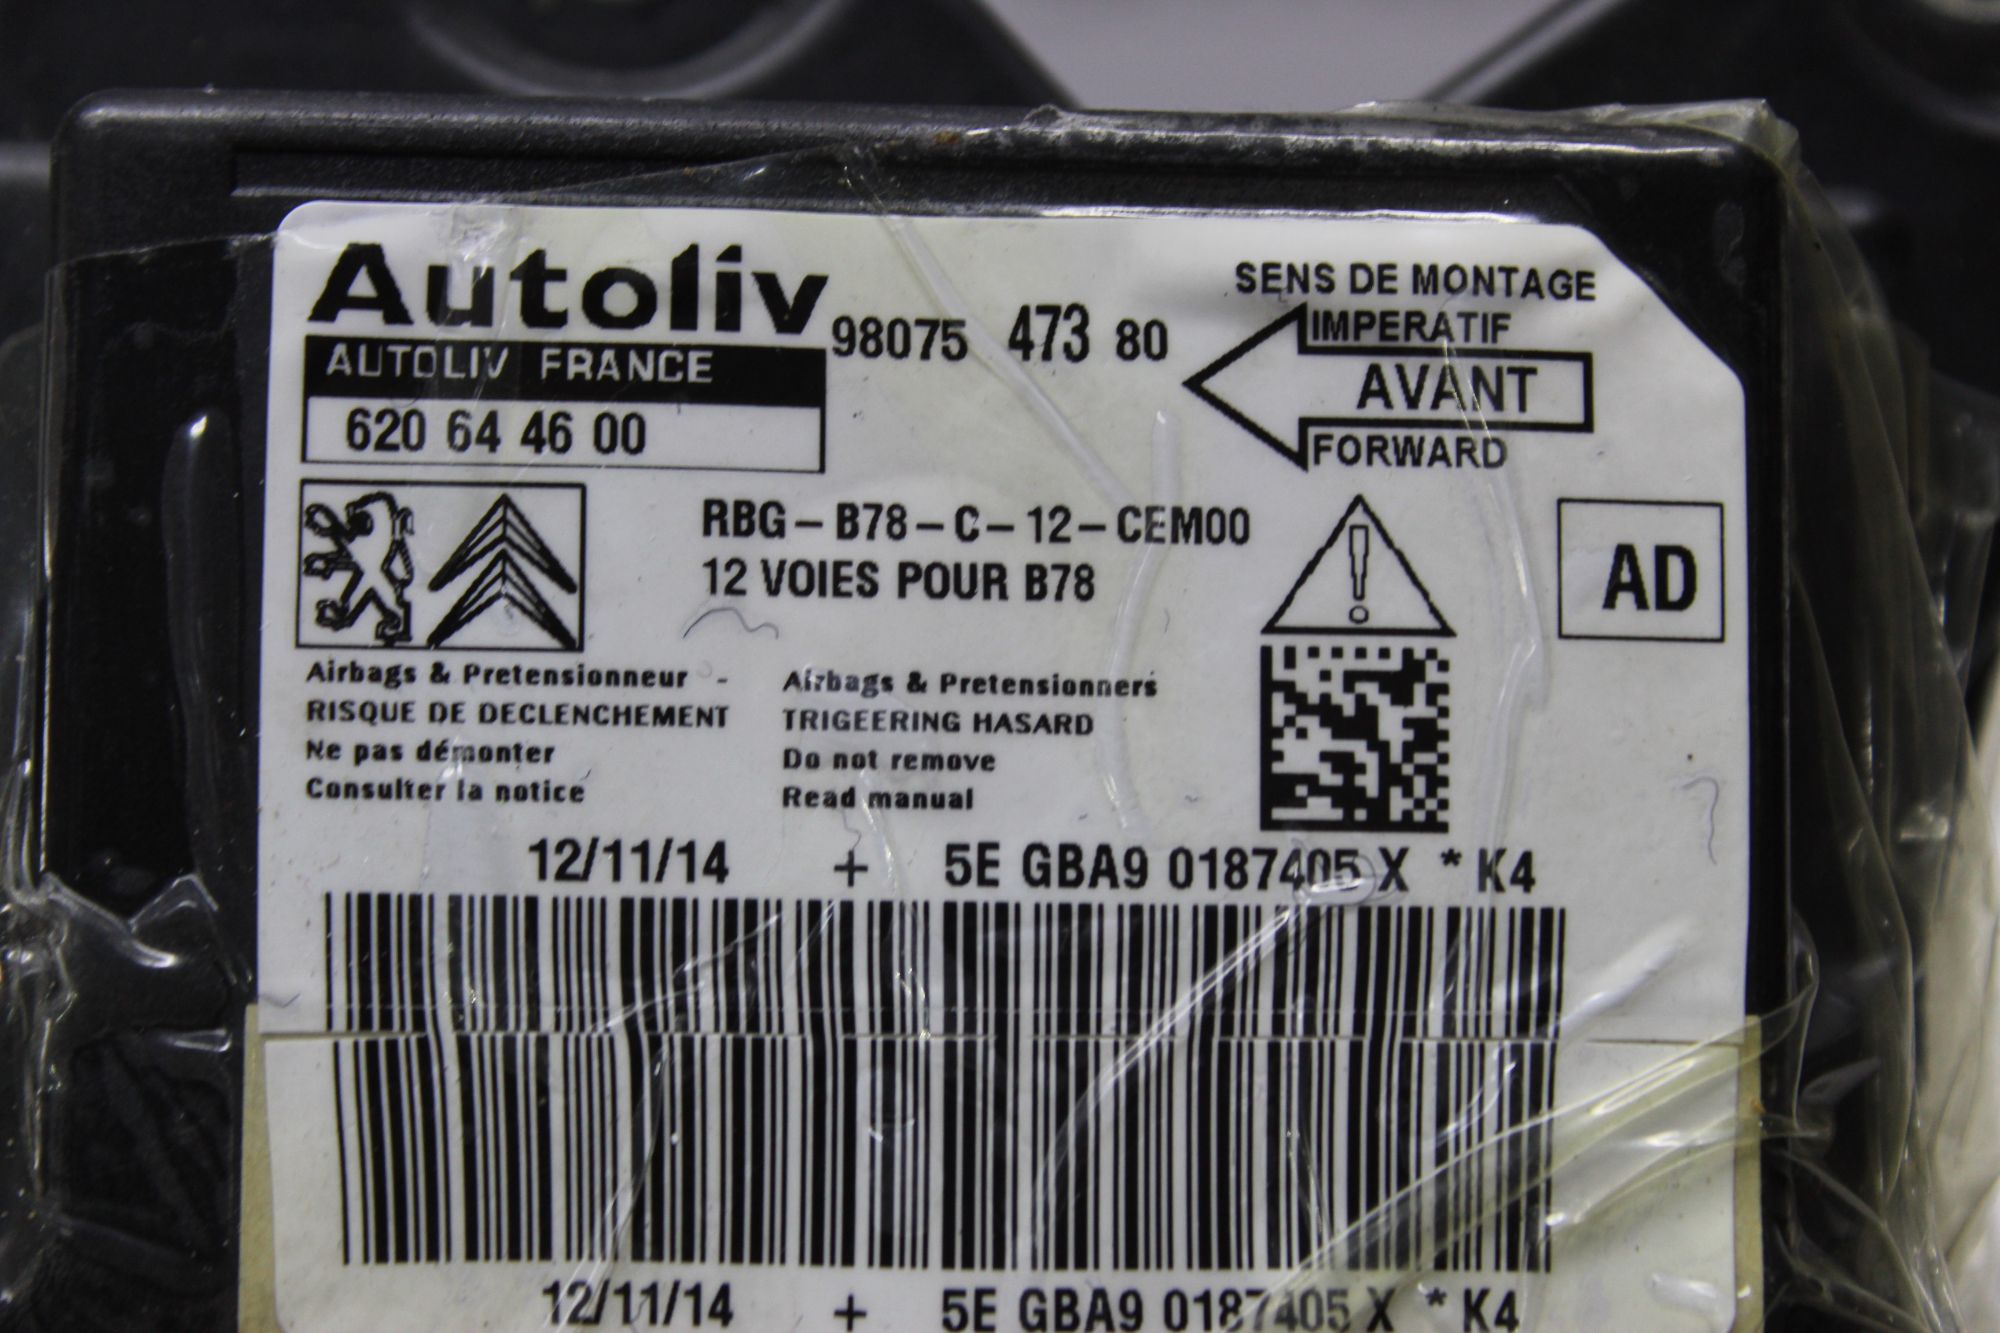 Autoliv
AUTOLIV FRANCE
620 64 46 00
98075 473 80
SENS DE MONTAGE
IMPERATIF
AVANT
FORWARD
RBG-B78-C-12-CEM00
12 VOIES POUR B78
AD
Airbags & Pretensionneur -
RISQUE DE DECLENCHEMENT
Ne pas démonter
Consulter la notice
Airbags & Pretensionners
TRIGEERING HASARD
Do not remove
Read manual
12/11/14 + 5E GBA9 0187405 X * K4
12/11/14 + 5E GBA9 0187405 X * K4